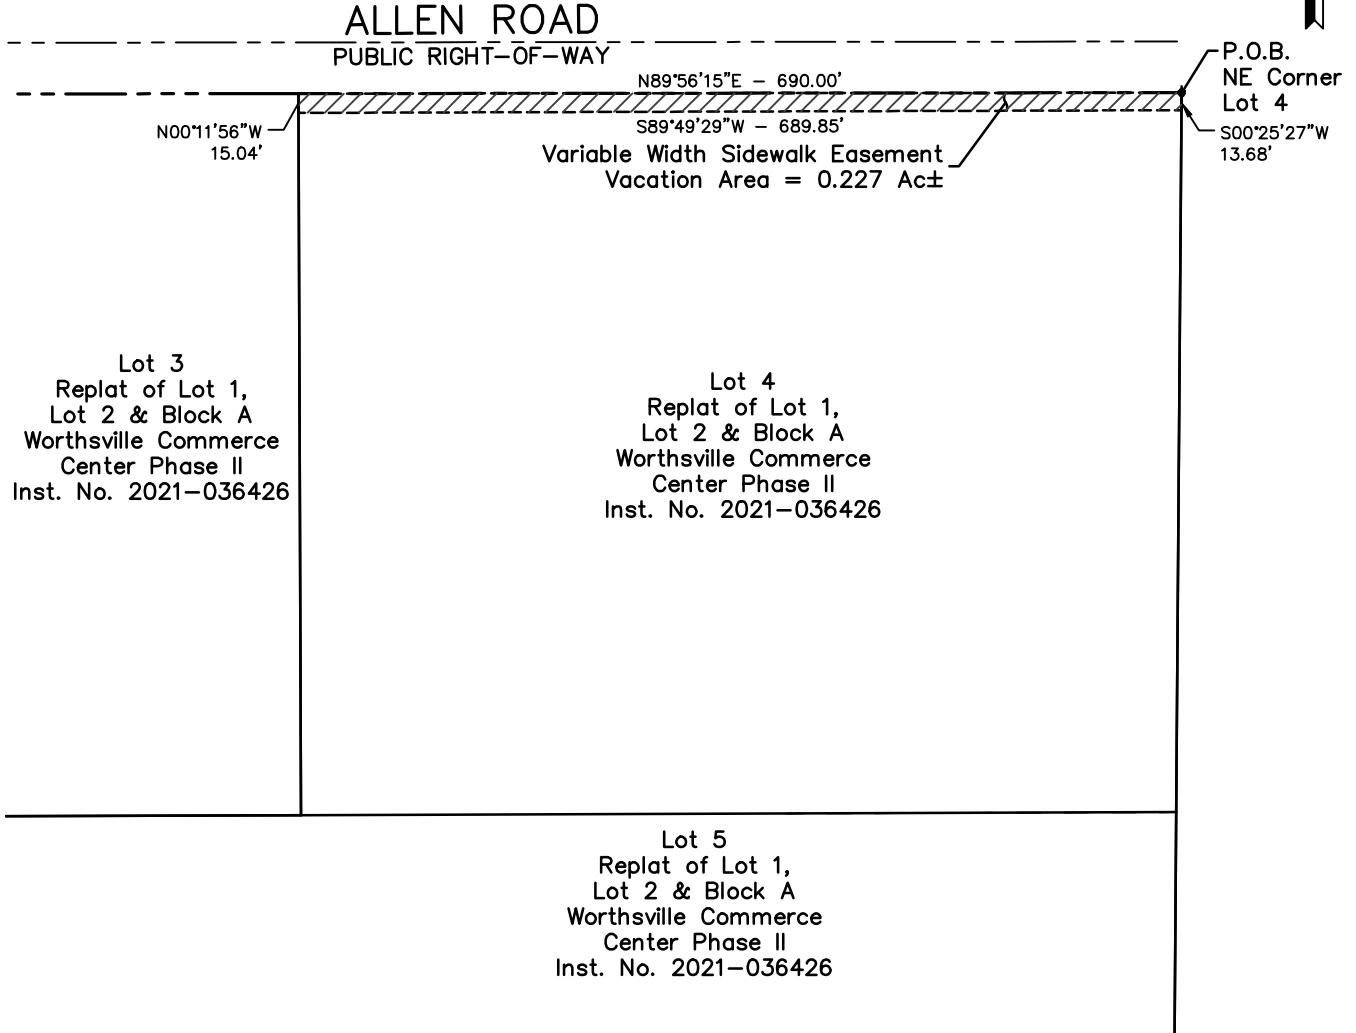 ALLEN ROAD
PUBLIC RIGHT-OF-WAY
P.O.B.
NE Corner
Lot 4
N89°56'15"E - 690.00'
N00°11'56"W
15.04'
S89°49'29"W - 689.85'
S00°25'27"W
13.68'
Variable Width Sidewalk Easement
Vacation Area = 0.227 Ac±
Lot 3
Replat of Lot 1,
Lot 2 & Block A
Worthsville Commerce
Center Phase II
Inst. No. 2021-036426
Lot 4
Replat of Lot 1,
Lot 2 & Block A
Worthsville Commerce
Center Phase II
Inst. No. 2021-036426
Lot 5
Replat of Lot 1,
Lot 2 & Block A
Worthsville Commerce
Center Phase II
Inst. No. 2021-036426